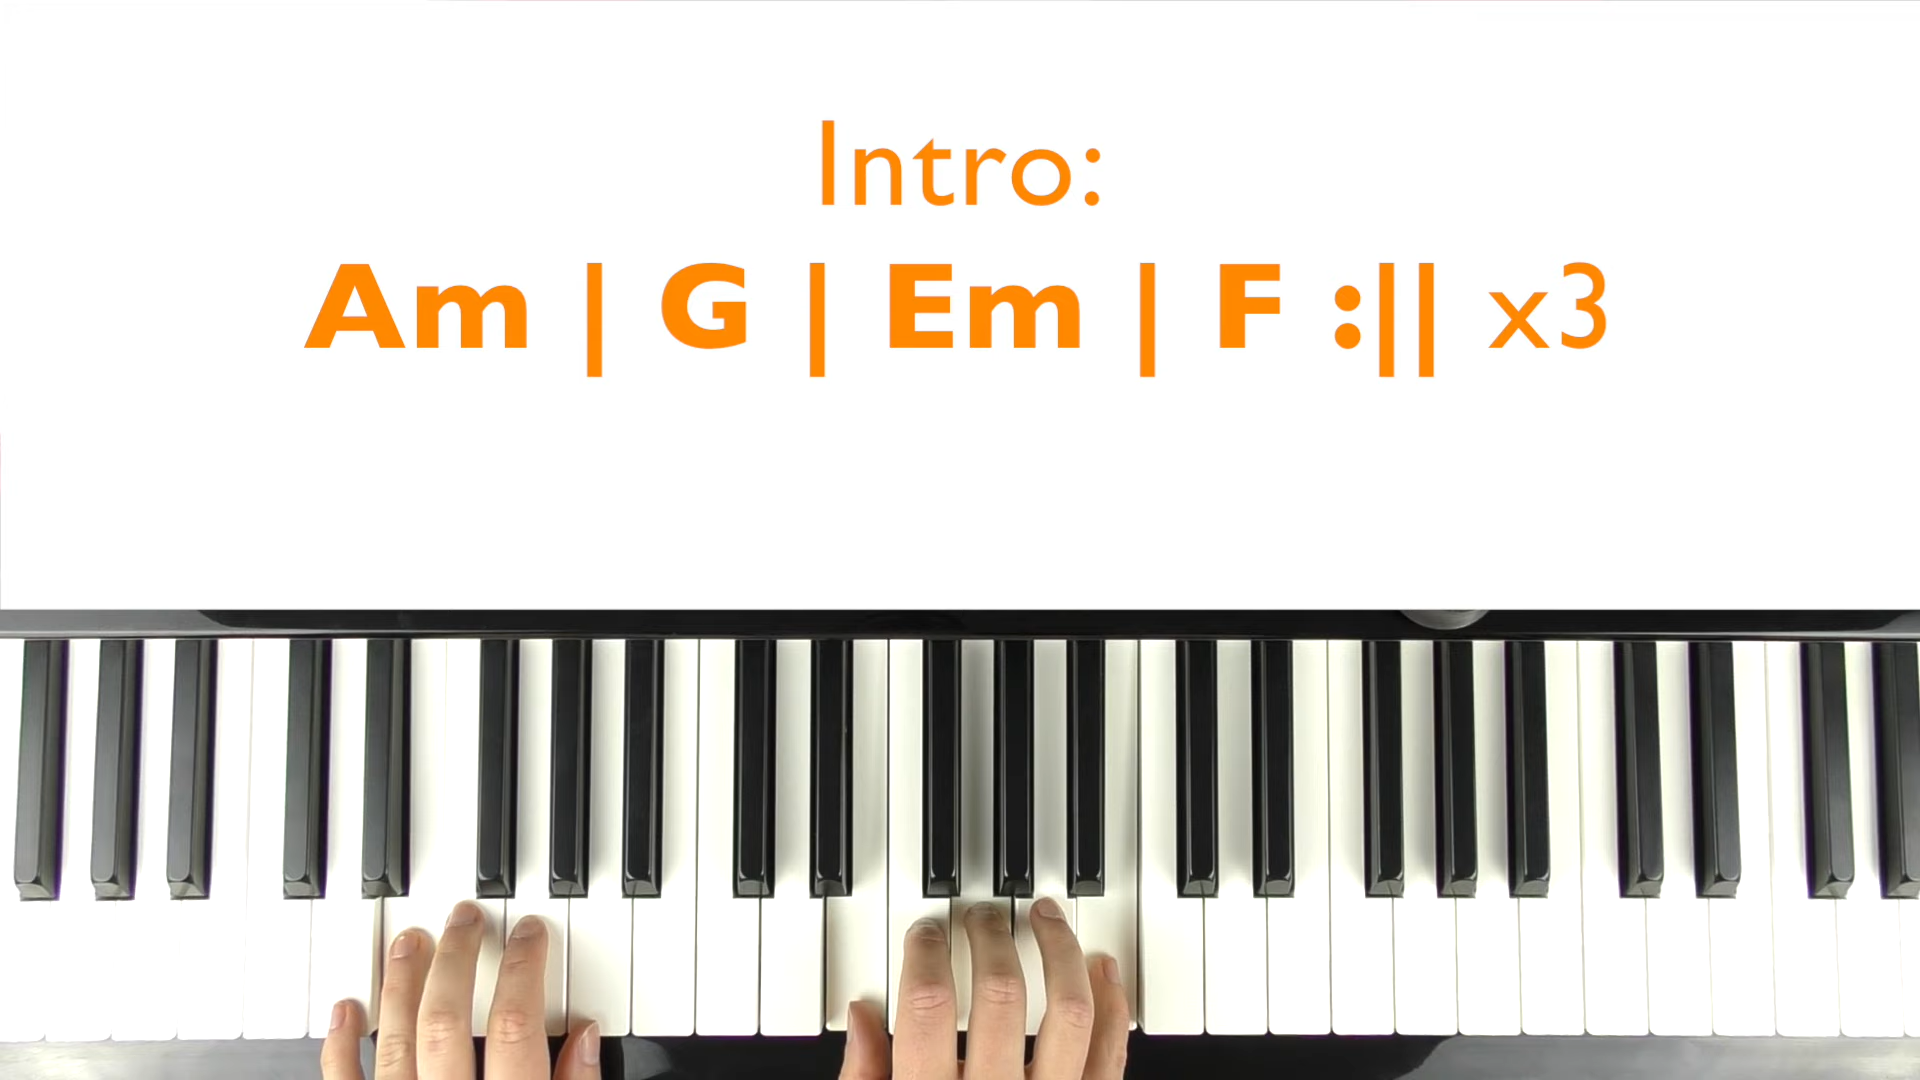 Intro:
Am | G | Em | F :|| x3